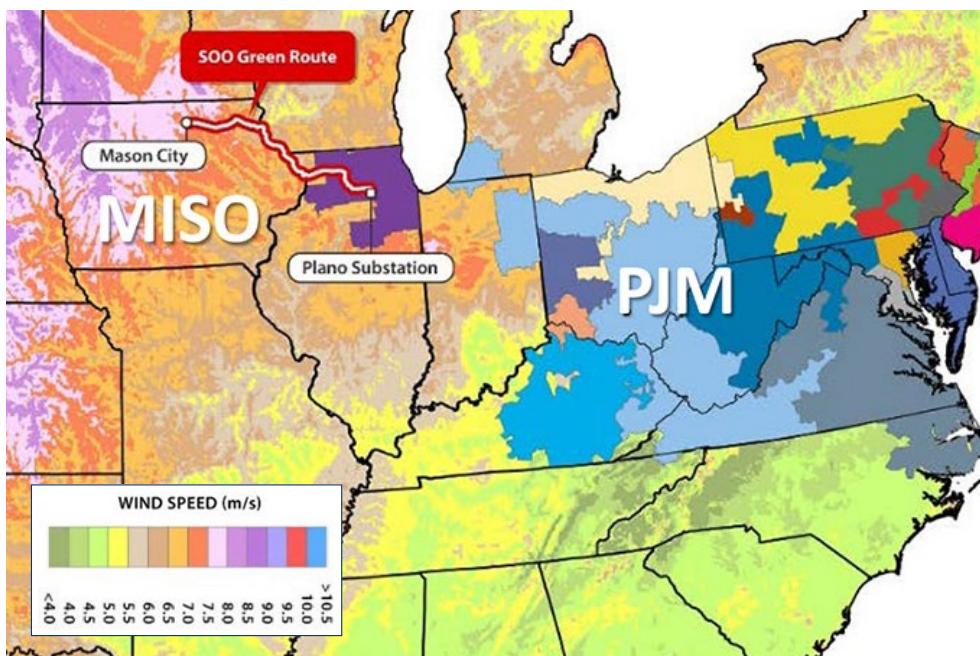 SOO Green Route
Mason City
MISO
Plano Substation
PJM
WIND SPEED (m/s)
<4.0
4.0
4.5
5.0
5.5
6.0
6.5
7.0
7.5
8.0
8.5
9.0
9.5
10.0
>10.5